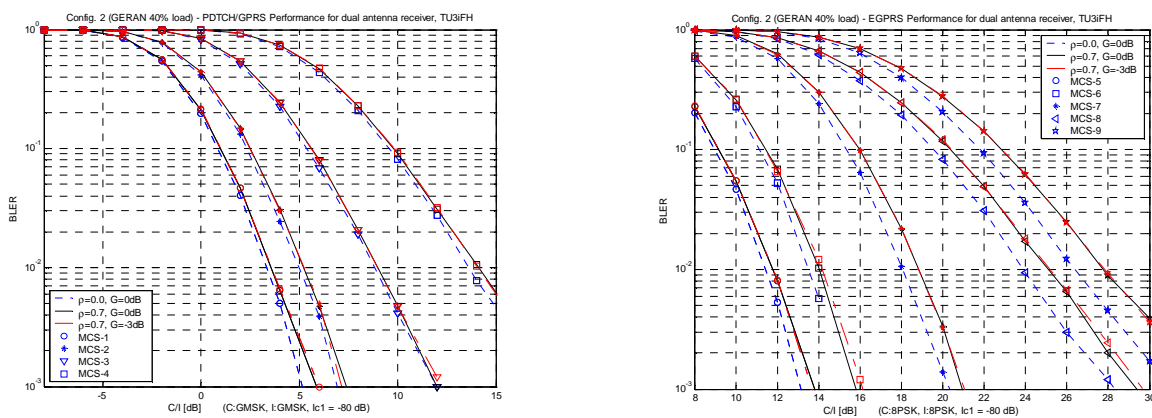 Config. 2 (GERAN 40% load) - PDTCH/GPRS Performance for dual antenna receiver, TU3iFH
10^0
10^-1
10^-2
10^-3
BLER
ρ=0.0, G=0dB
ρ=0.7, G=0dB
ρ=0.7, G=-3dB
MCS-1
MCS-2
MCS-3
MCS-4
-5 0 5 10 15
C/I [dB] (C:GMSK, I:GMSK, Ic1 = -80 dB)
Config. 2 (GERAN 40% load) - EGPRS Performance for dual antenna receiver, TU3iFH
10^0
10^-1
10^-2
10^-3
BLER
ρ=0.0, G=0dB
ρ=0.7, G=0dB
ρ=0.7, G=-3dB
MCS-5
MCS-6
MCS-7
MCS-8
MCS-9
8 10 12 14 16 18 20 22 24 26 28 30
C/I [dB] (C:8PSK, I:8PSK, Ic1 = -80 dB)